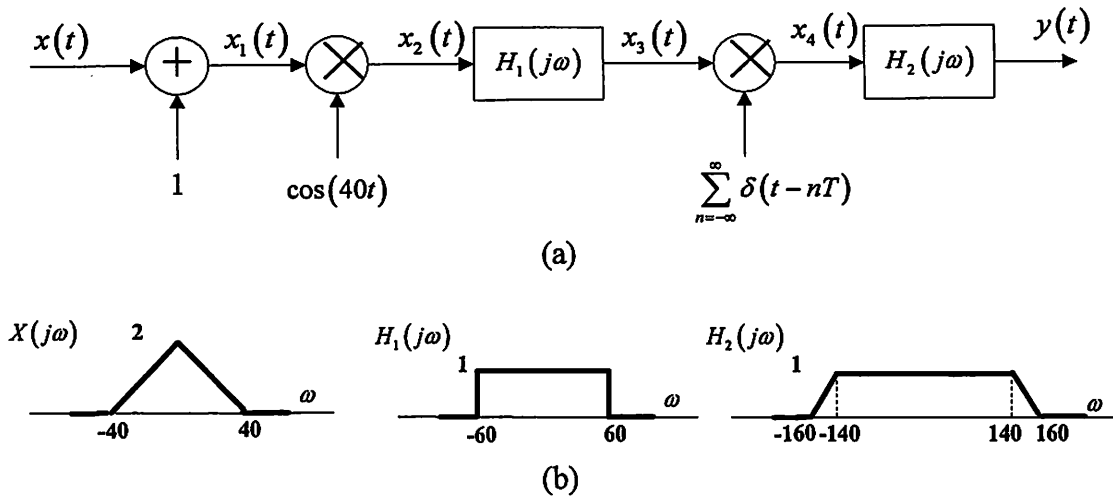 x(t) + x₁(t) x₂(t) H₁(jω) x₃(t) x₄(t) H₂(jω) y(t)
1 cos(40t) ∑_{n=-∞}^{∞} δ(t-nT)
(a)
X(jω) 2 H₁(jω) 1 H₂(jω) 1
ω ω ω
-40 40 -60 60 -160 -140 140 160
(b)